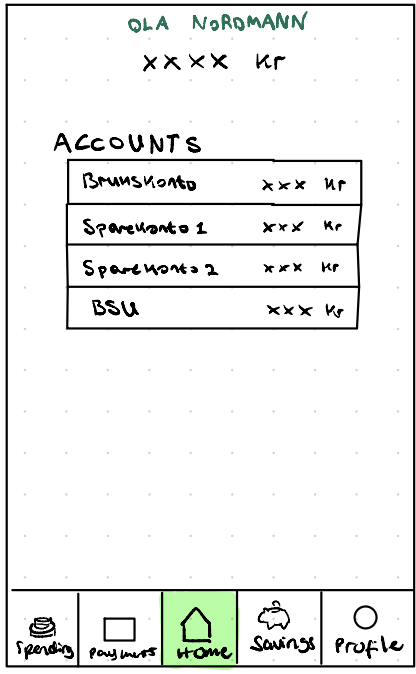 OLA NORDMANN
xxxx Kr
ACCOUNTS
Brukskonto xxx Kr
Sparekonto 1 xxx Kr
Sparekonto 2 xxx Kr
BSU xxx Kr
Spending Payments Home Savings Profile